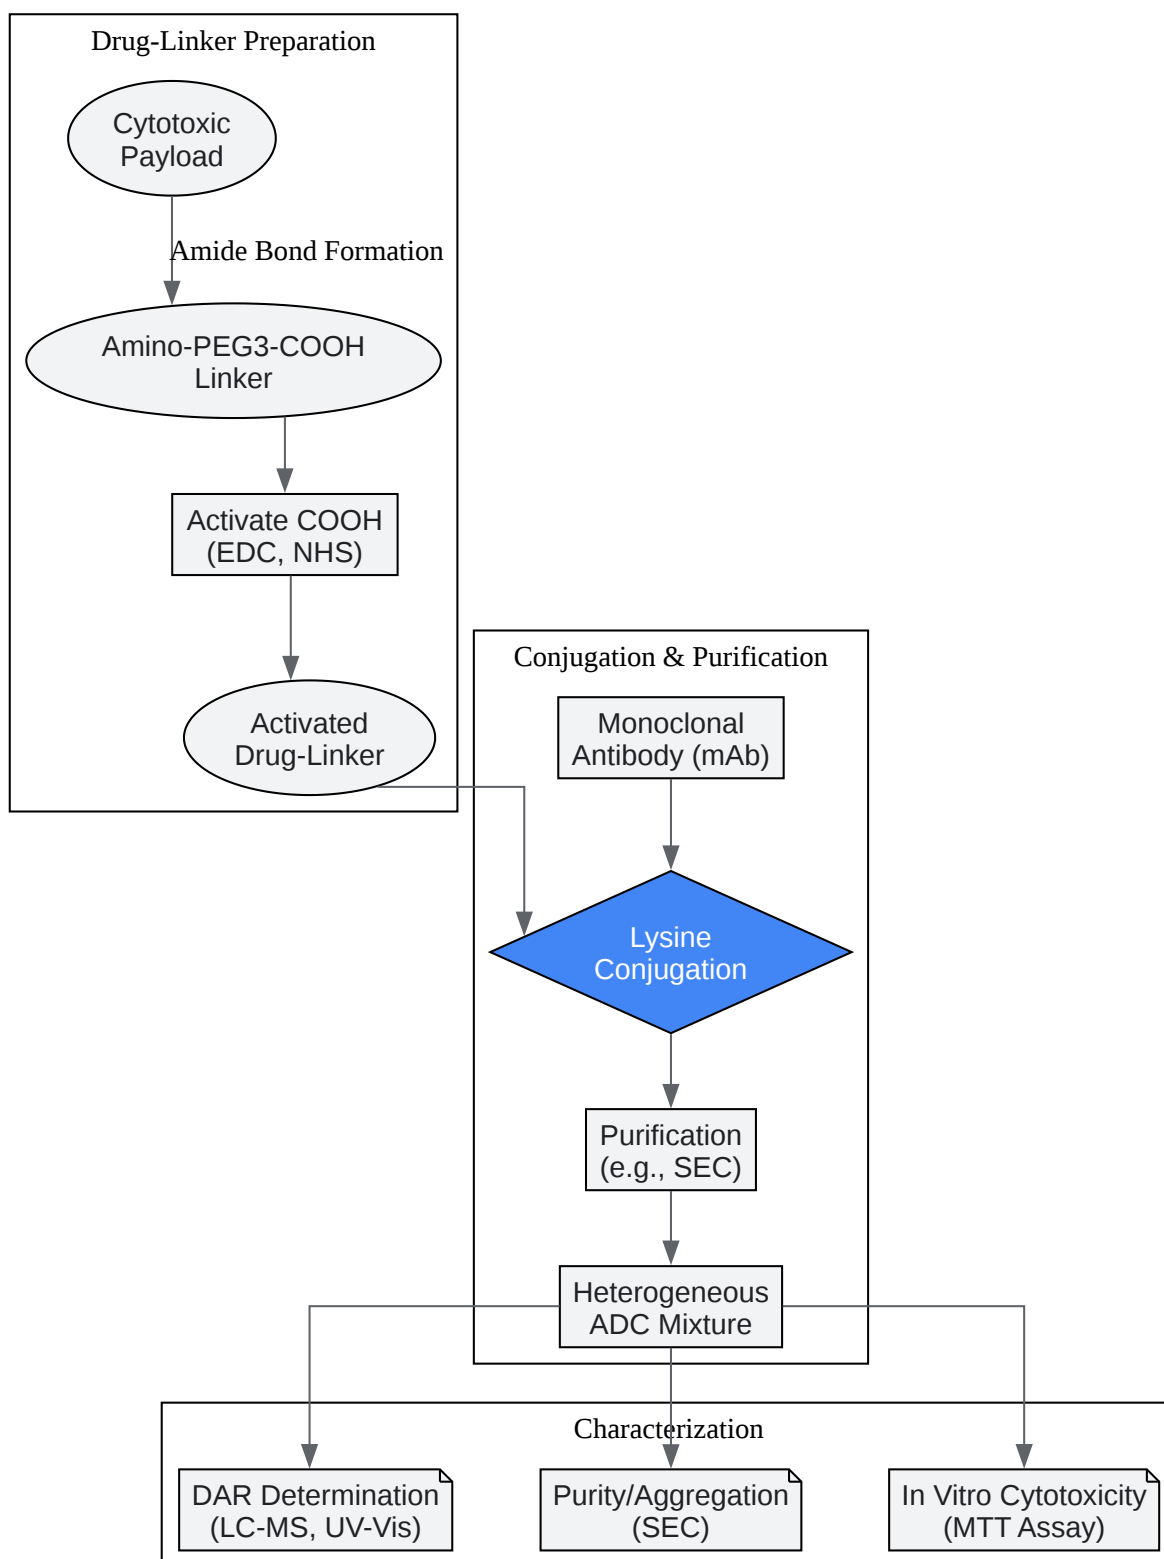 Drug-Linker Preparation
Cytotoxic
Payload
Amide Bond Formation
Amino-PEG3-COOH
Linker
Activate COOH
(EDC, NHS)
Activated
Drug-Linker
Conjugation & Purification
Monoclonal
Antibody (mAb)
Lysine
Conjugation
Purification
(e.g., SEC)
Heterogeneous
ADC Mixture
Characterization
DAR Determination
(LC-MS, UV-Vis)
Purity/Aggregation
(SEC)
In Vitro Cytotoxicity
(MTT Assay)